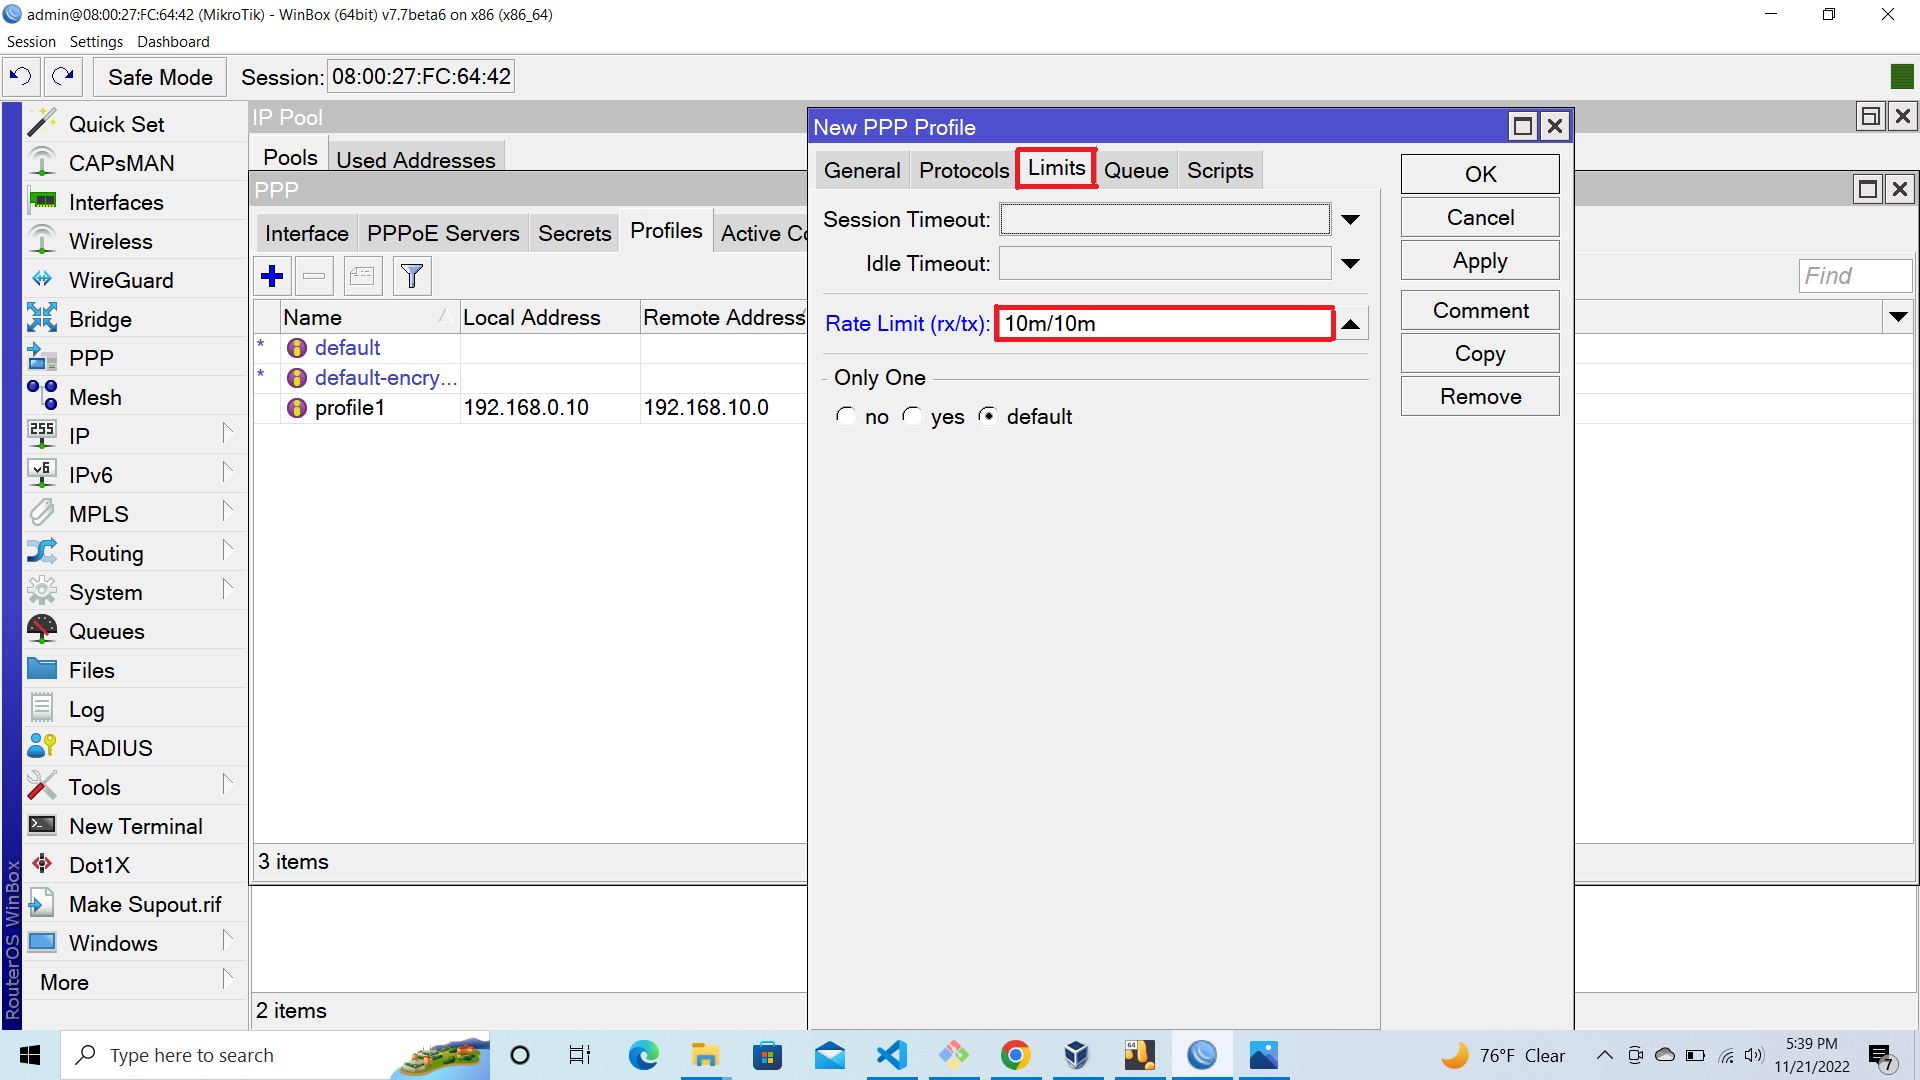 admin@08:00:27:FC:64:42 (MikroTik) - WinBox (64bit) v7.7beta6 on x86 (x86_64)
Session Settings Dashboard
Safe Mode Session: 08:00:27:FC:64:42
Quick Set
CAPsMAN
Interfaces
Wireless
WireGuard
Bridge
PPP
Mesh
255
IP
v6
IPv6
MPLS
Routing
System
Queues
Files
Log
RADIUS
Tools
New Terminal
Dot1X
Make Supout.rif
Windows
More
RouterOS WinBox
IP Pool
Pools Used Addresses
PPP
Interface PPPoE Servers Secrets Profiles Active Co
Find
Name Local Address Remote Address
* default
* default-encry...
profile1 192.168.0.10 192.168.10.0
3 items
2 items
New PPP Profile
General Protocols Limits Queue Scripts
Session Timeout:
Idle Timeout:
Rate Limit (rx/tx): 10m/10m
Only One
no yes default
OK
Cancel
Apply
Comment
Copy
Remove
Type here to search
64
76°F Clear
5:39 PM
11/21/2022
7